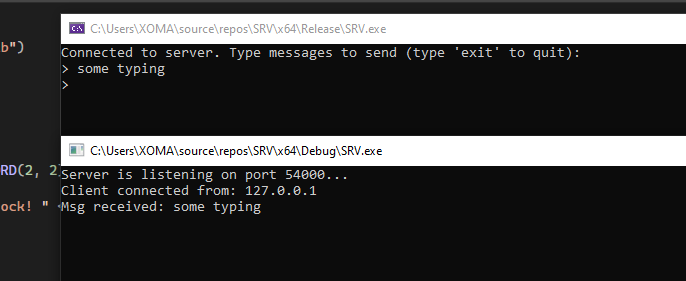 C:\Users\XOMA\source\repos\SRV\x64\Release\SRV.exe
b")
Connected to server. Type messages to send (type 'exit' to quit):
> some typing
>
C:\Users\XOMA\source\repos\SRV\x64\Debug\SRV.exe
RD(2, 2)
Server is listening on port 54000...
Client connected from: 127.0.0.1
ock! "
Msg received: some typing